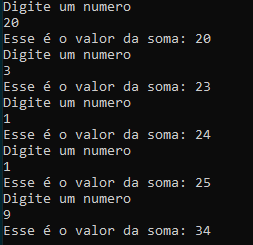 Digite um numero
20
Esse é o valor da soma: 20
Digite um numero
3
Esse é o valor da soma: 23
Digite um numero
1
Esse é o valor da soma: 24
Digite um numero
1
Esse é o valor da soma: 25
Digite um numero
9
Esse é o valor da soma: 34